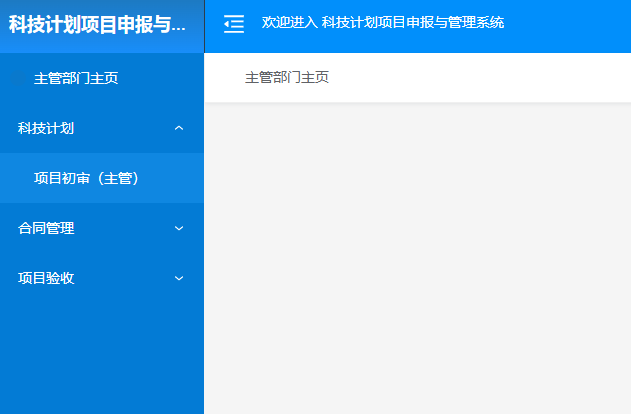 科技计划项目申报与...
欢迎进入 科技计划项目申报与管理系统
主管部门主页
主管部门主页
科技计划
项目初审（主管）
合同管理
项目验收